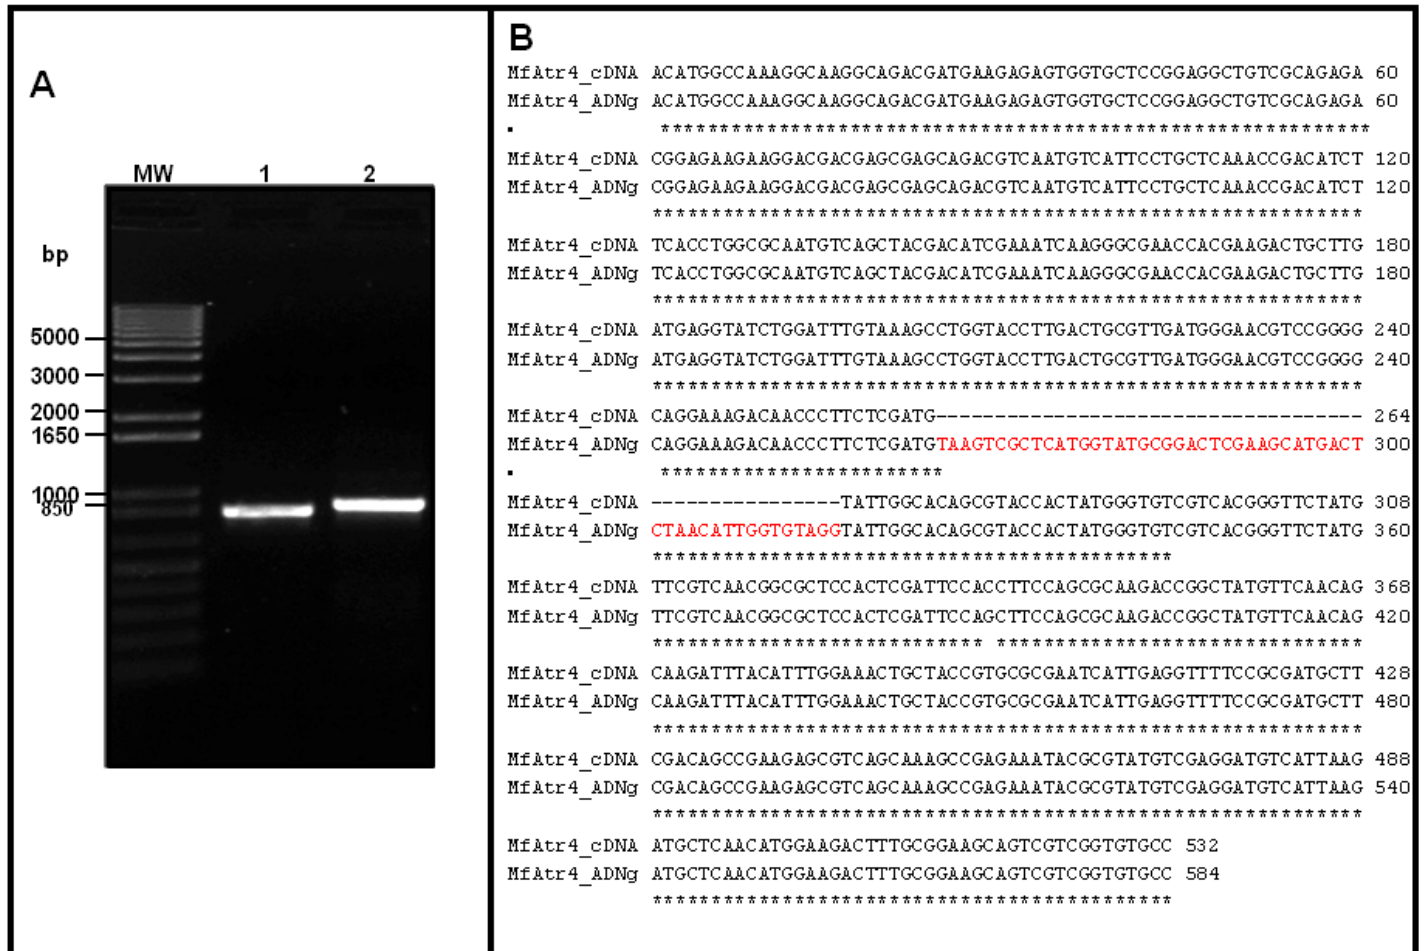 A
MW 1 2
bp
5000
3000
2000
1650
1000
850
B
MfAtr4_cDNA ACATGGCCAAAGGCAAGGCAGACGATGAAGAGAGTGGTGCTCCGGAGGCTGTCGCAGAGA 60
MfAtr4_ADNg ACATGGCCAAAGGCAAGGCAGACGATGAAGAGAGTGGTGCTCCGGAGGCTGTCGCAGAGA 60
. ************************************************************
MfAtr4_cDNA CGGAGAAGAAGGACGACGAGCGAGCAGACGTCAATGTCATTCCTGCTCAAACCGACATCT 120
MfAtr4_ADNg CGGAGAAGAAGGACGACGAGCGAGCAGACGTCAATGTCATTCCTGCTCAAACCGACATCT 120
************************************************************
MfAtr4_cDNA TCACCTGGCGCAATGTCAGCTACGACATCGAAATCAAGGGCGAACCACGAAGACTGCTTG 180
MfAtr4_ADNg TCACCTGGCGCAATGTCAGCTACGACATCGAAATCAAGGGCGAACCACGAAGACTGCTTG 180
************************************************************
MfAtr4_cDNA ATGAGGTATCTGGATTTGTAAAGCCTGGTACCTTGACTGCGTTGATGGGAACGTCCGGGG 240
MfAtr4_ADNg ATGAGGTATCTGGATTTGTAAAGCCTGGTACCTTGACTGCGTTGATGGGAACGTCCGGGG 240
************************************************************
MfAtr4_cDNA CAGGAAAGACAACCCTTCTCGATG------------------------------------ 264
MfAtr4_ADNg CAGGAAAGACAACCCTTCTCGATGTAAGTCGCTCATGGTATGCGGACTCGAAGCATGACT 300
. ************************
MfAtr4_cDNA ----------------TATTGGCACAGCGTACCACTATGGGTGTCGTCACGGGTTCTATG 308
MfAtr4_ADNg CTAACATTGGTGTAGGTATTGGCACAGCGTACCACTATGGGTGTCGTCACGGGTTCTATG 360
********************************************
MfAtr4_cDNA TTCGTCAACGGCGCTCCACTCGATTCCACCTTCCAGCGCAAGACCGGCTATGTTCAACAG 368
MfAtr4_ADNg TTCGTCAACGGCGCTCCACTCGATTCCAGCTTCCAGCGCAAGACCGGCTATGTTCAACAG 420
**************************** *******************************
MfAtr4_cDNA CAAGATTTACATTTGGAAACTGCTACCGTGCGCGAATCATTGAGGTTTTCCGCGATGCTT 428
MfAtr4_ADNg CAAGATTTACATTTGGAAACTGCTACCGTGCGCGAATCATTGAGGTTTTCCGCGATGCTT 480
************************************************************
MfAtr4_cDNA CGACAGCCGAAGAGCGTCAGCAAAGCCGAGAAATACGCGTATGTCGAGGATGTCATTAAG 488
MfAtr4_ADNg CGACAGCCGAAGAGCGTCAGCAAAGCCGAGAAATACGCGTATGTCGAGGATGTCATTAAG 540
************************************************************
MfAtr4_cDNA ATGCTCAACATGGAAGACTTTGCGGAAGCAGTCGTCGGTGTGCC 532
MfAtr4_ADNg ATGCTCAACATGGAAGACTTTGCGGAAGCAGTCGTCGGTGTGCC 584
********************************************